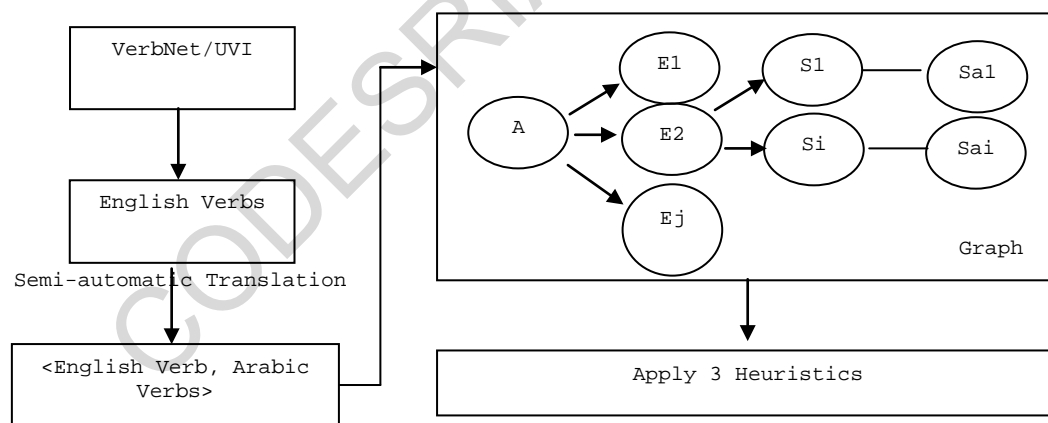 VerbNet/UVI
English Verbs
Semi-automatic Translation
<English Verb, Arabic
Verbs>
A
E1
E2
Ej
S1
Si
Sa1
Sai
Graph
Apply 3 Heuristics
CODESRIA